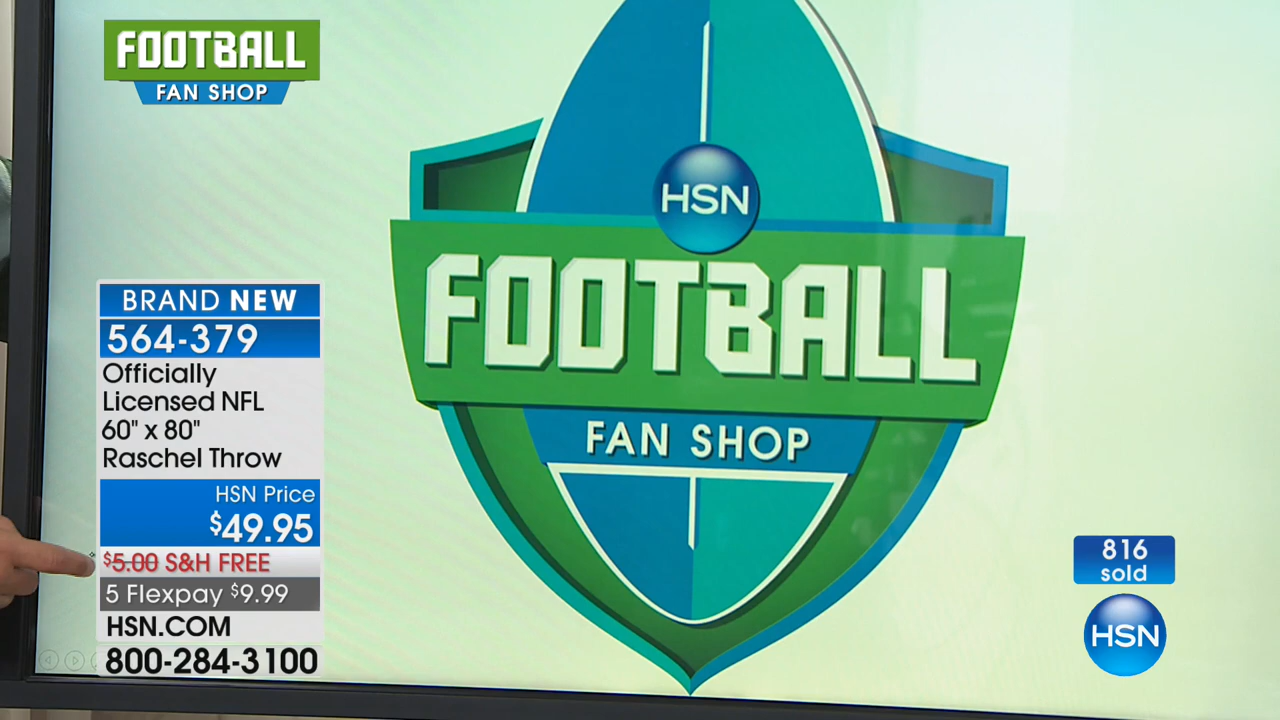 FOOTBALL
FAN SHOP
HSN
FOOTBALL
FAN SHOP
BRAND NEW
564-379
Officially
Licensed NFL
60" x 80"
Raschel Throw
HSN Price
$49.95
$5.00 S&H FREE
5 Flexpay $9.99
HSN.COM
800-284-3100
816
sold
HSN